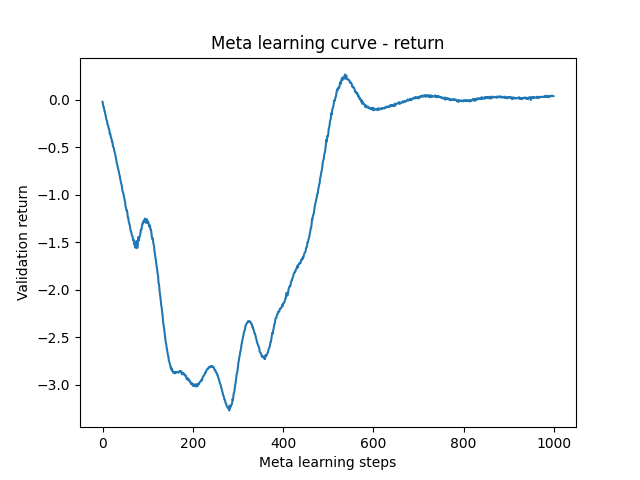 Meta learning curve - return
Validation return
0.0
−0.5
−1.0
−1.5
−2.0
−2.5
−3.0
0 200 400 600 800 1000
Meta learning steps